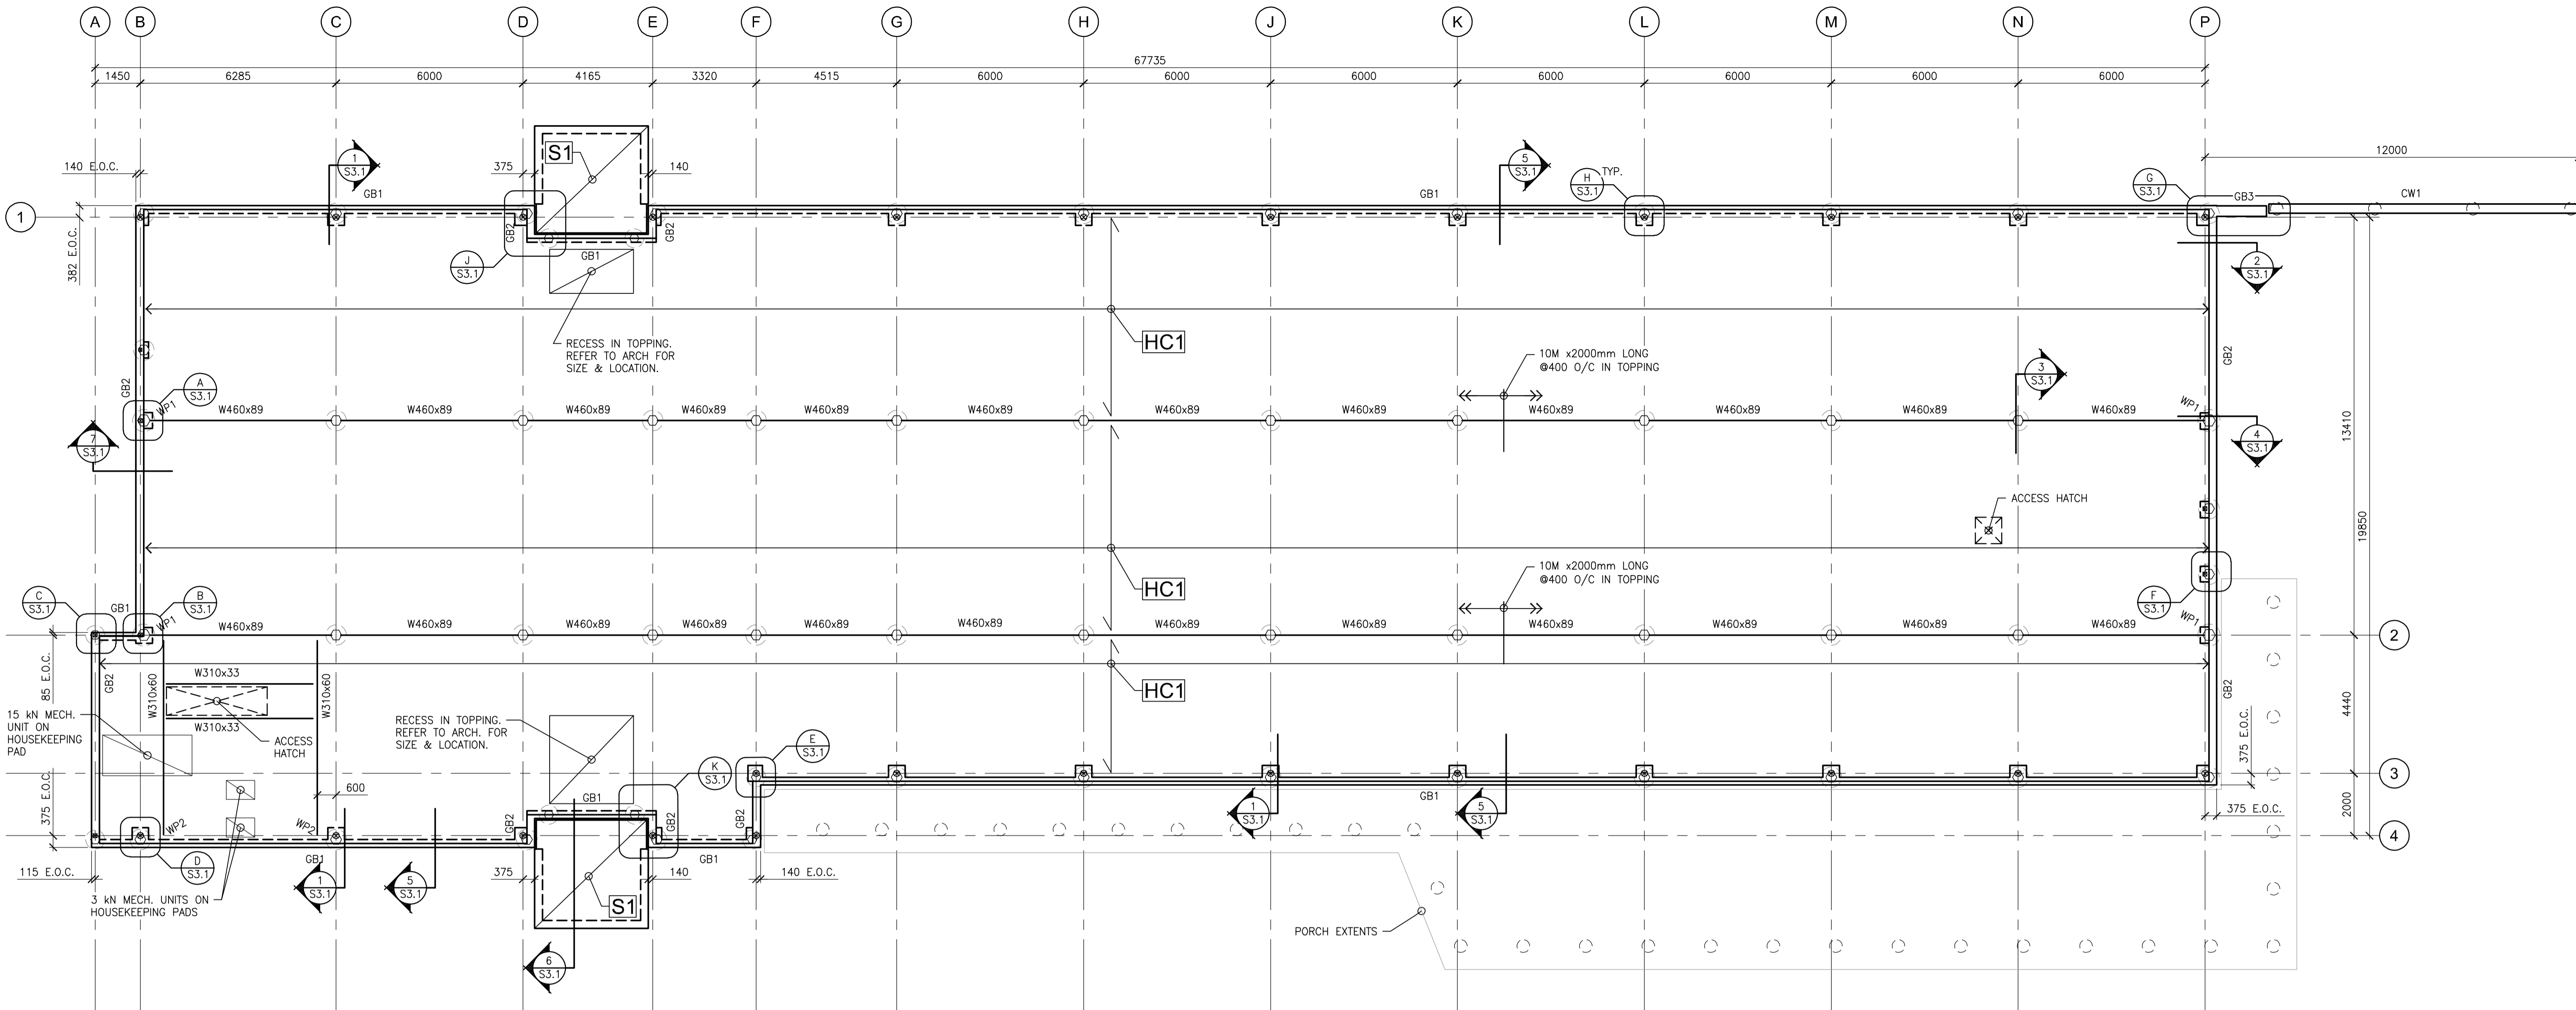 A B C D E F G H J K L M N P
67735
1450 6285 6000 4165 3320 4515 6000 6000 6000 6000 6000 6000 6000
12000
140 E.O.C.
1
S3.1
GB1
375
S1
140
5
S3.1
GB1
H
S3.1
TYP.
G
S3.1
GB3
CW1
1
382 E.O.C.
GB2
GB2
J
S3.1
GB1
2
S3.1
HC1
RECESS IN TOPPING.
REFER TO ARCH FOR
SIZE & LOCATION.
10M x2000mm LONG
@400 O/C IN TOPPING
3
S3.1
GB2
GB2
A
S3.1
WP1
W460x89 W460x89 W460x89 W460x89 W460x89 W460x89 W460x89 W460x89 W460x89 W460x89 W460x89 W460x89
WP1
7
S3.1
4
S3.1
13410
19850
ACCESS HATCH
HC1
10M x2000mm LONG
@400 O/C IN TOPPING
C
S3.1
GB1
B
S3.1
WP1
F
S3.1
WP1
W460x89 W460x89 W460x89 W460x89 W460x89 W460x89 W460x89 W460x89 W460x89 W460x89 W460x89 W460x89
2
85 E.O.C.
GB2
W310x60
W310x33
W310x33
W310x60
HC1
GB2
4440
15 kN MECH.
UNIT ON
HOUSEKEEPING
PAD
ACCESS
HATCH
RECESS IN TOPPING.
REFER TO ARCH. FOR
SIZE & LOCATION.
K
S3.1
E
S3.1
375 E.O.C.
3
375 E.O.C.
600
GB1
GB1
1
S3.1
5
S3.1
375 E.O.C.
2000
WP2
WP2
GB2
GB2
GB2
4
D
S3.1
GB1
1
S3.1
5
S3.1
GB1
115 E.O.C.
375
140
140 E.O.C.
3 kN MECH. UNITS ON
HOUSEKEEPING PADS
S1
PORCH EXTENTS
6
S3.1